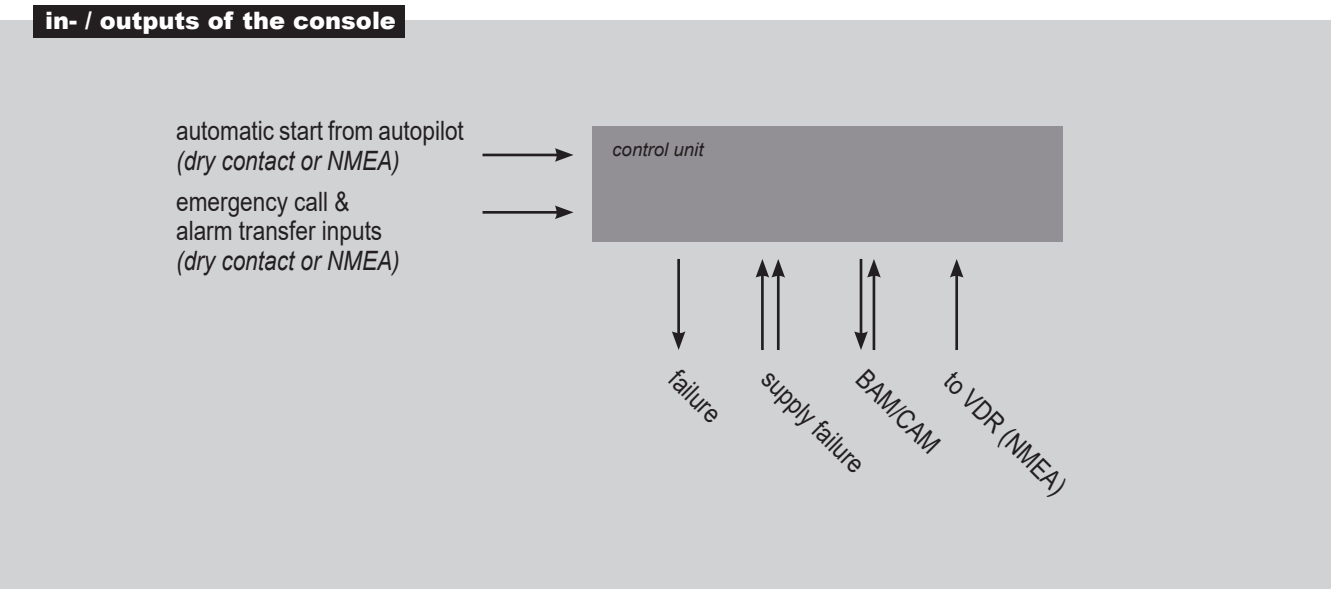 in- / outputs of the console
automatic start from autopilot
(dry contact or NMEA)
control unit
emergency call &
alarm transfer inputs
(dry contact or NMEA)
failure
supply failure
BAM/CAM
to VDR (NMEA)